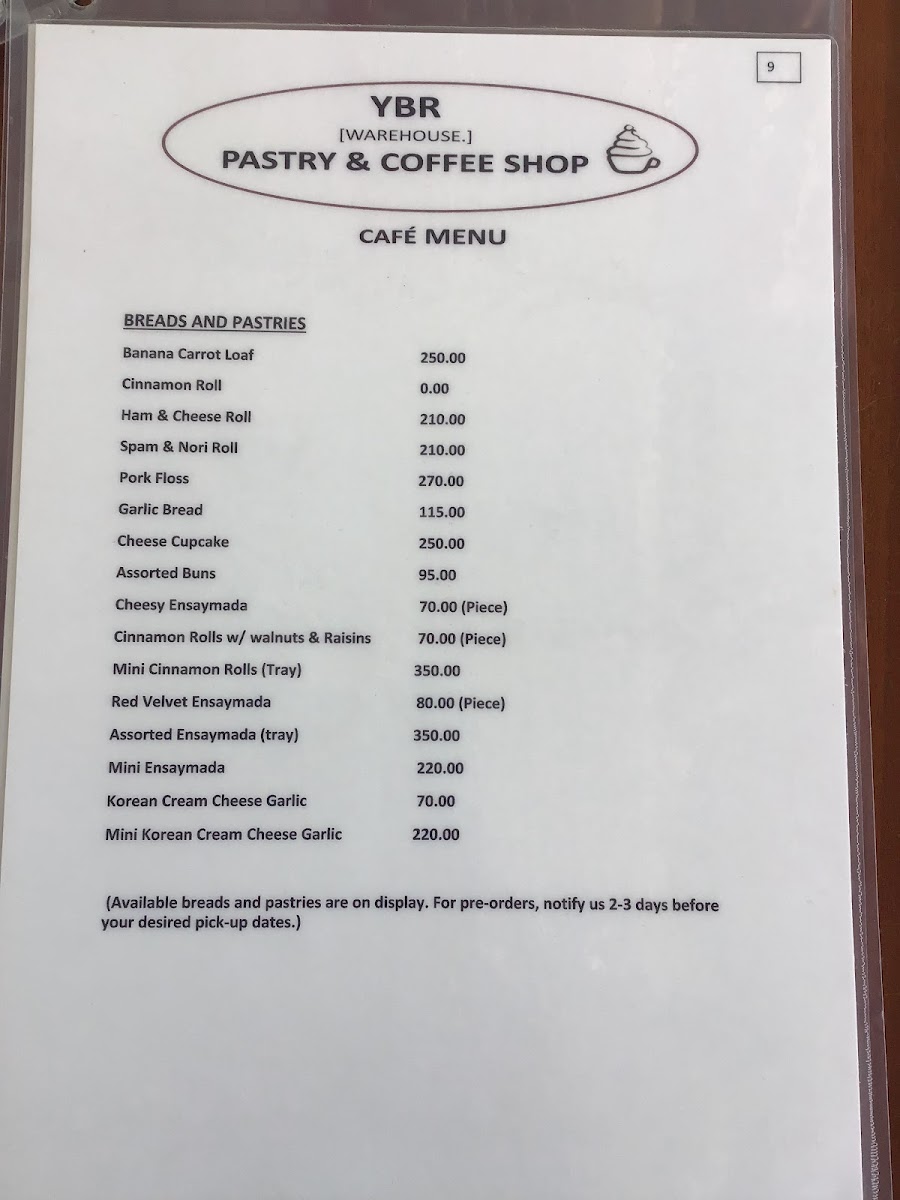 9
YBR
[WAREHOUSE.]
PASTRY & COFFEE SHOP
CAFÉ MENU
BREADS AND PASTRIES
Banana Carrot Loaf 250.00
Cinnamon Roll 0.00
Ham & Cheese Roll 210.00
Spam & Nori Roll 210.00
Pork Floss 270.00
Garlic Bread 115.00
Cheese Cupcake 250.00
Assorted Buns 95.00
Cheesy Ensaymada 70.00 (Piece)
Cinnamon Rolls w/ walnuts & Raisins 70.00 (Piece)
Mini Cinnamon Rolls (Tray) 350.00
Red Velvet Ensaymada 80.00 (Piece)
Assorted Ensaymada (tray) 350.00
Mini Ensaymada 220.00
Korean Cream Cheese Garlic 70.00
Mini Korean Cream Cheese Garlic 220.00
(Available breads and pastries are on display. For pre-orders, notify us 2-3 days before
your desired pick-up dates.)